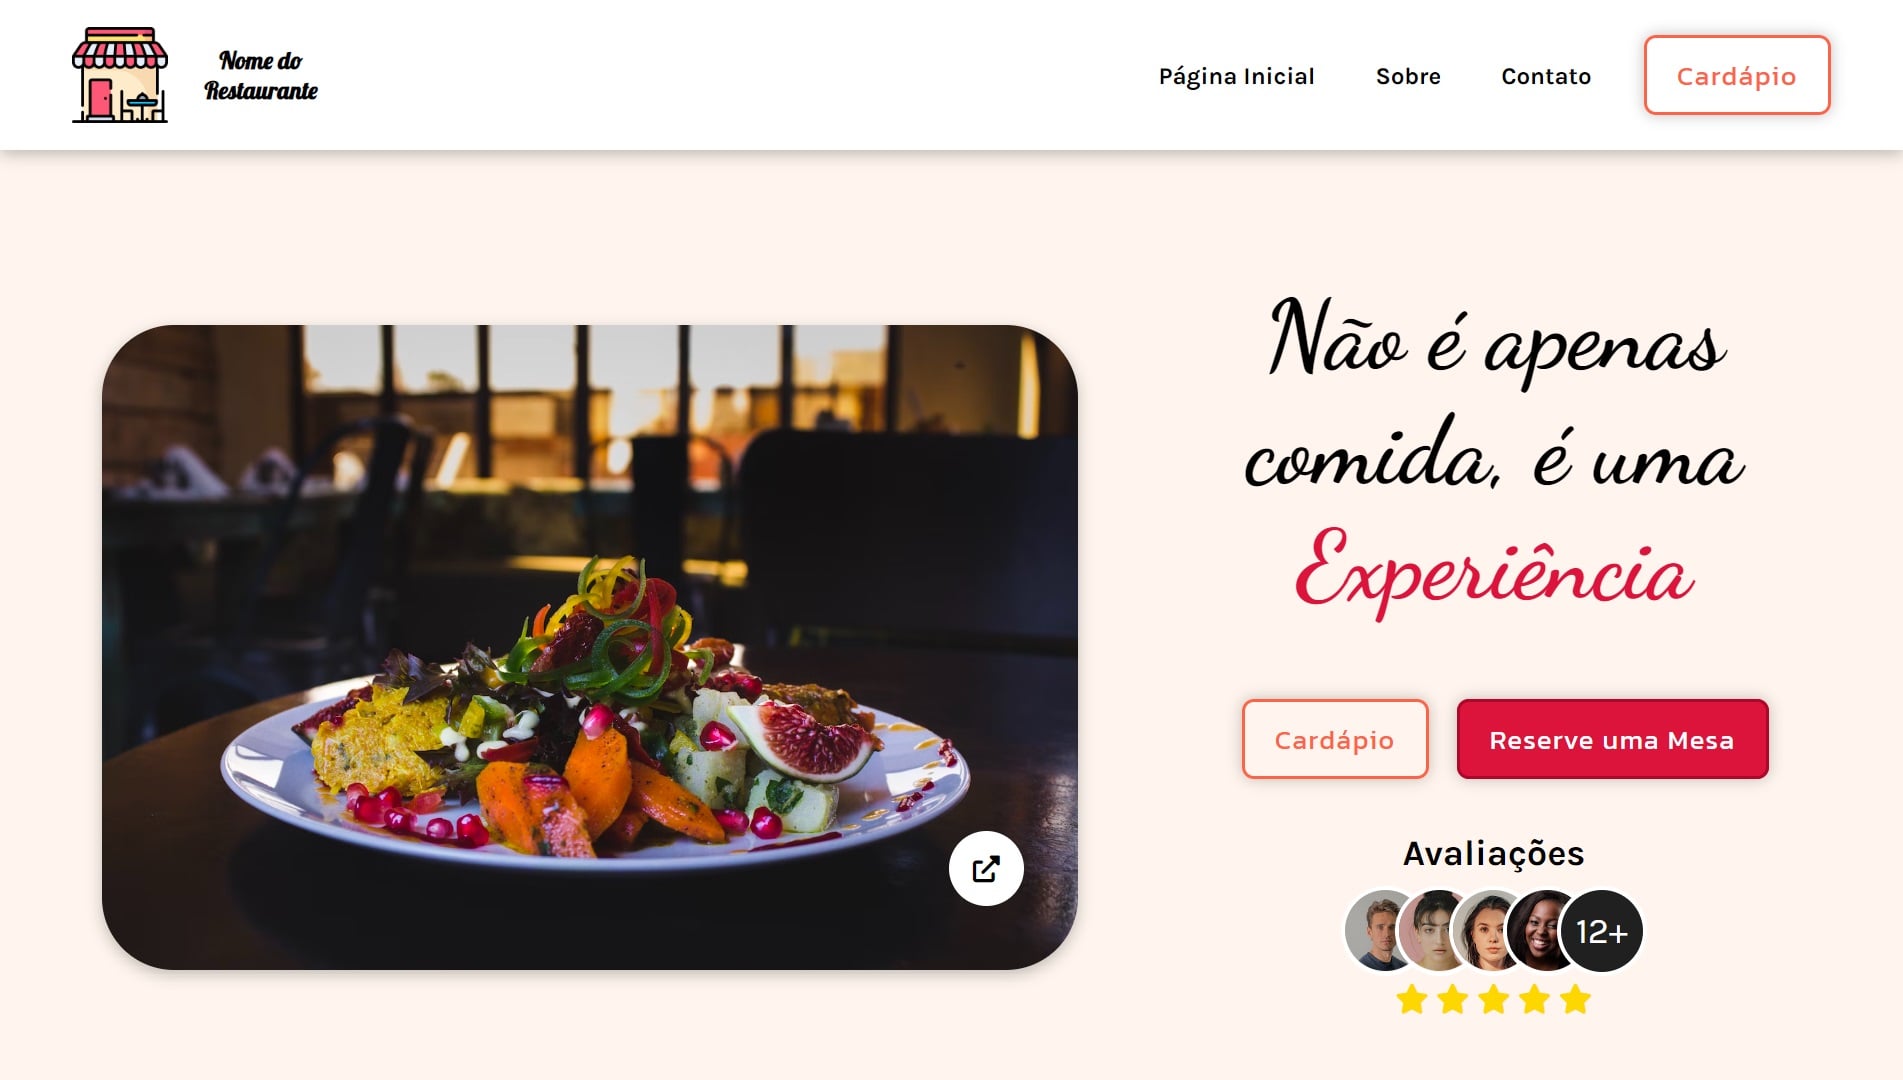 Nome do
Restaurante
Página Inicial
Sobre
Contato
Cardápio
Não é apenas
comida, é uma
Experiência
Cardápio
Reserve uma Mesa
Avaliações
12+